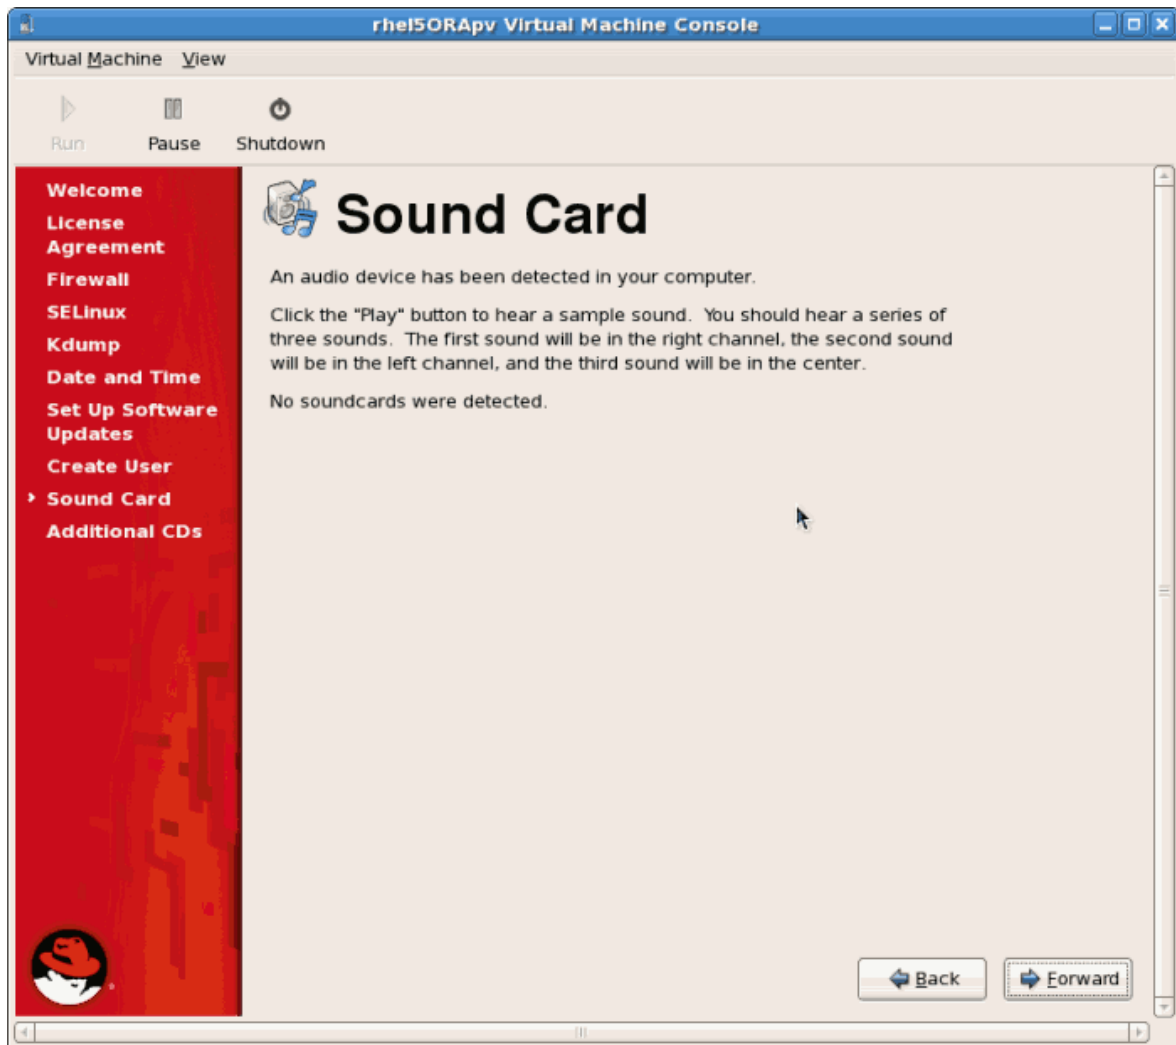 rhel5ORApv Virtual Machine Console
Virtual Machine View
Run Pause Shutdown
Welcome
License
Agreement
Firewall
SELinux
Kdump
Date and Time
Set Up Software
Updates
Create User
Sound Card
Additional CDs
Sound Card
An audio device has been detected in your computer.
Click the "Play" button to hear a sample sound.  You should hear a series of
three sounds.  The first sound will be in the right channel, the second sound
will be in the left channel, and the third sound will be in the center.
No soundcards were detected.
Back Forward